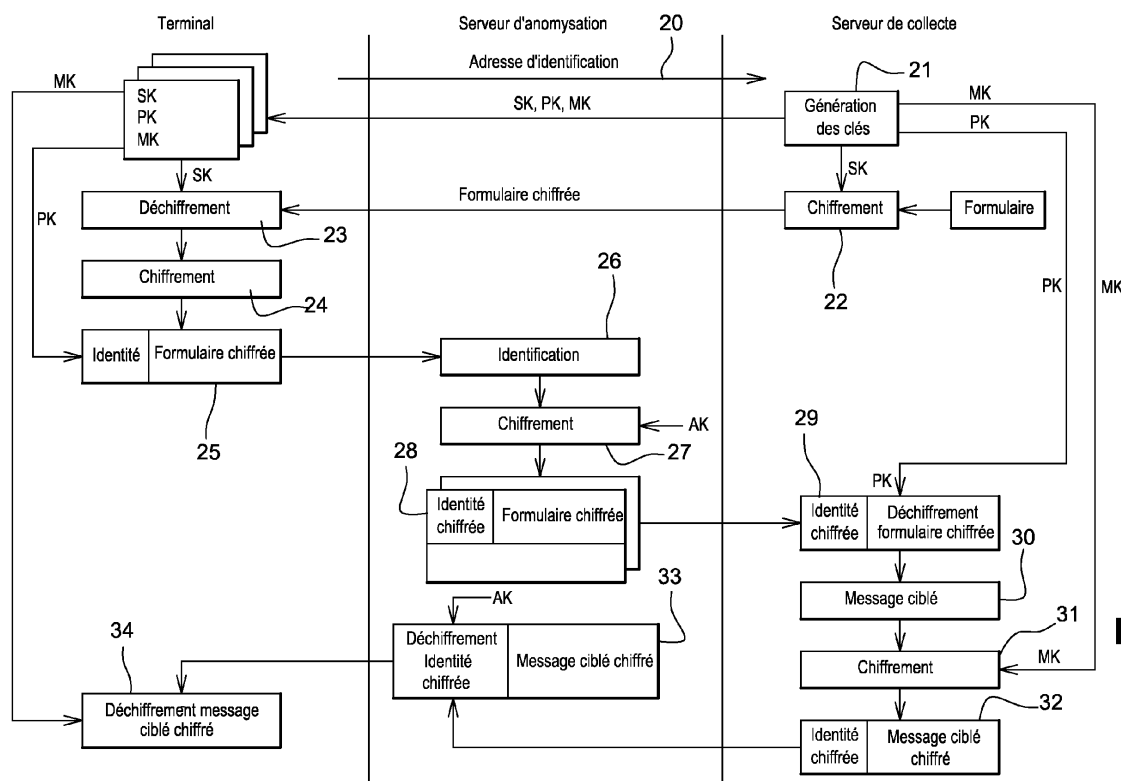 Terminal
Serveur d'anomysation
20
Serveur de collecte
Adresse d'identification
21
MK
SK, PK, MK
SK
PK
MK
Génération
des clés
MK
PK
SK
SK
PK
Formulaire chiffrée
Déchiffrement
23
Chiffrement
Formulaire
22
Chiffrement
24
26
PK
MK
Identité
Formulaire chiffrée
25
Identification
Chiffrement
AK
27
28
29
PK
Identité
chiffrée
Formulaire chiffrée
Identité
chiffrée
Déchiffrement
formulaire chiffrée
30
Message ciblé
33
AK
31
34
Déchiffrement
Identité
chiffrée
Message ciblé chiffré
Chiffrement
MK
32
Déchiffrement message
ciblé chiffré
Identité
chiffrée
Message ciblé
chiffré